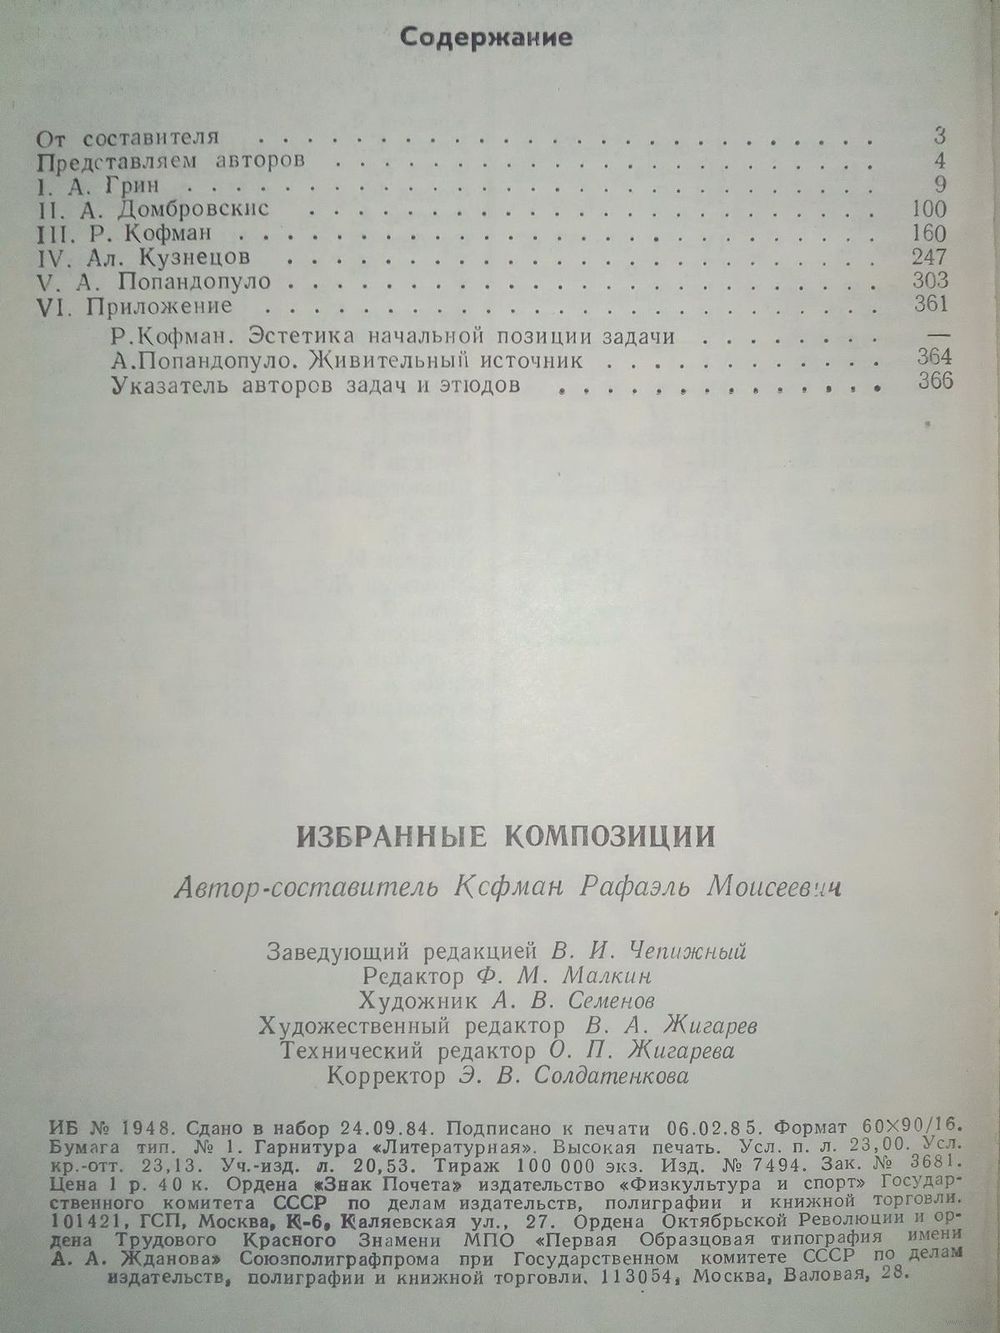 Содержание
От составителя . . . . . . . . . . . . . . . . . . . . . . . . . . 3
Представляем авторов . . . . . . . . . . . . . . . . . . . . . . . 4
I. А. Грин . . . . . . . . . . . . . . . . . . . . . . . . . . . . . 9
II. А. Домбровскис . . . . . . . . . . . . . . . . . . . . . . . . 100
III. Р. Кофман . . . . . . . . . . . . . . . . . . . . . . . . . . 160
IV. Ал. Кузнецов . . . . . . . . . . . . . . . . . . . . . . . . . 247
V. А. Попандопуло . . . . . . . . . . . . . . . . . . . . . . . . . 303
VI. Приложение . . . . . . . . . . . . . . . . . . . . . . . . . . 361
Р.Кофман. Эстетика начальной позиции задачи . . . . . . . . —
А.Попандопуло. Живительный источник . . . . . . . . . . . . 364
Указатель авторов задач и этюдов . . . . . . . . . . . . . . 366
ИЗБРАННЫЕ КОМПОЗИЦИИ
Автор-составитель Кофман Рафаэль Моисеевич
Заведующий редакцией В. И. Чепижный
Редактор Ф. М. Малкин
Художник А. В. Семенов
Художественный редактор В. А. Жигарев
Технический редактор О. П. Жигарева
Корректор Э. В. Солдатенкова
ИБ № 1948. Сдано в набор 24.09.84. Подписано к печати 06.02.85. Формат 60×90/16.
Бумага тип. № 1. Гарнитура «Литературная». Высокая печать. Усл. п. л. 23,00. Усл.
кр.-отт. 23,13. Уч.-изд. л. 20,53. Тираж 100 000 экз. Изд. № 7494. Зак. № 3681.
Цена 1 р. 40 к. Ордена «Знак Почета» издательство «Физкультура и спорт» Государ-
ственного комитета СССР по делам издательств, полиграфии и книжной торговли.
101421, ГСП, Москва, К-6, Каляевская ул., 27. Ордена Октябрьской Революции и ор-
дена Трудового Красного Знамени МПО «Первая Образцовая типография имени
А. А. Жданова» Союзполиграфпрома при Государственном комитете СССР по делам
издательств, полиграфии и книжной торговли. 113054, Москва, Валовая, 28.